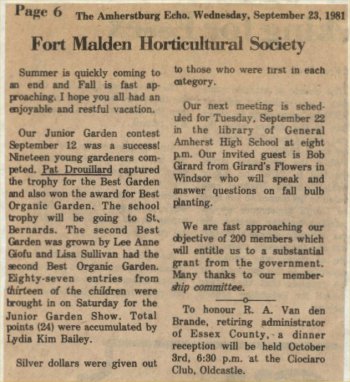 Page 6 The Amherstburg Echo. Wednesday, September 23, 1981
Fort Malden Horticultural Society
Summer is quickly coming to
an end and Fall is fast ap-
proaching. I hope you all had an
enjoyable and restful vacation.
Our Junior Garden contest
September 12 was a success!
Nineteen young gardeners com-
peted. Pat Drouillard captured
the trophy for the Best Garden
and also won the award for Best
Organic Garden. The school
trophy will be going to St.
Bernards. The second Best
Garden was grown by Lee Anne
Giofu and Lisa Sullivan had the
second Best Organic Garden.
Eighty-seven entries from
thirteen of the children were
brought in on Saturday for the
Junior Garden Show. Total
points (24) were accumulated by
Lydia Kim Bailey.
Silver dollars were given out
to those who were first in each
category.
Our next meeting is sched-
uled for Tuesday, September 22
in the library of General
Amherst High School at eight
p.m. Our invited guest is Bob
Girard from Girard's Flowers in
Windsor who will speak and
answer questions on fall bulb
planting.
We are fast approaching our
objective of 200 members which
will entitle us to a substantial
grant from the government.
Many thanks to our member-
ship committee.
To honour R. A. Van den
Brande, retiring administrator
of Essex County, a dinner
reception will be held October
3rd, 6:30 p.m. at the Ciociaro
Club, Oldcastle.